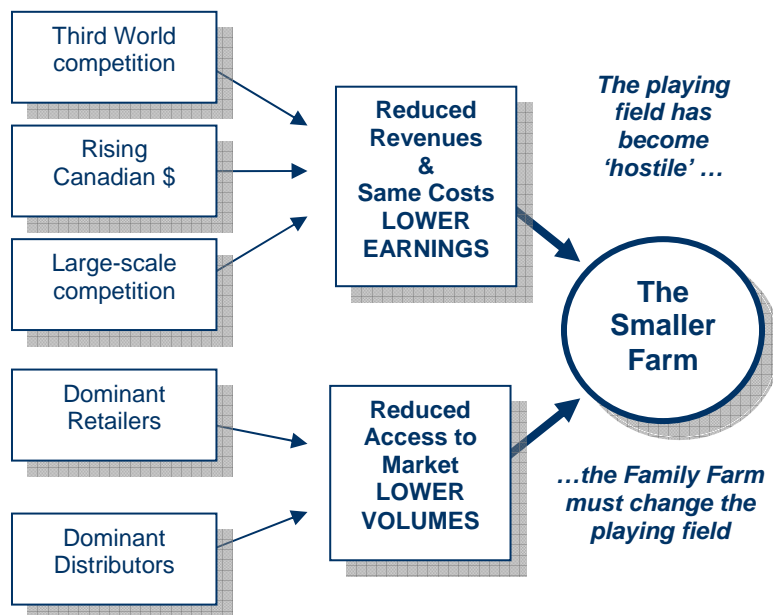 Third World
competition
Rising
Canadian $
Large-scale
competition
Dominant
Retailers
Dominant
Distributors
Reduced
Revenues
&
Same Costs
LOWER
EARNINGS
Reduced
Access to
Market
LOWER
VOLUMES
The playing
field has
become
‘hostile’ …
The
Smaller
Farm
…the Family Farm
must change the
playing field